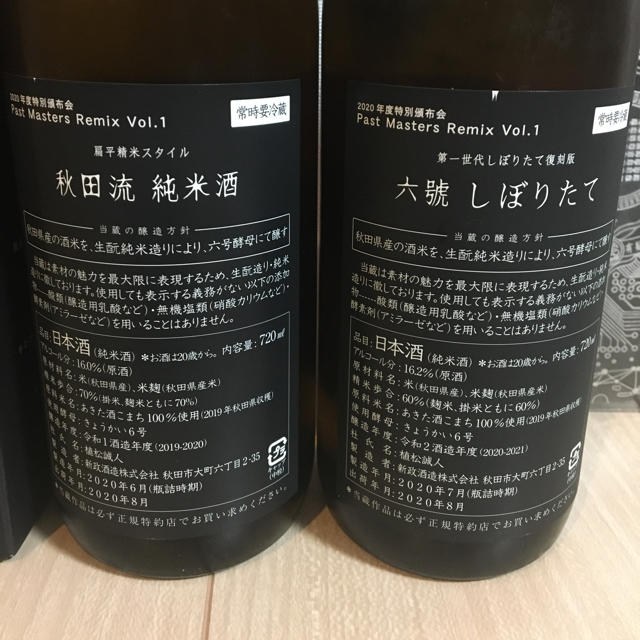 2020年度特別頒布会
Past Masters Remix Vol.1
常時要冷蔵
扁平精米スタイル
秋田流 純米酒
当蔵の醸造方針
秋田県産の酒米を、生酛純米造りにより、六号酵母にて醸す
当蔵は素材の魅力を最大限に表現するため、生酛造り・純米
造りに徹しております。使用しても表示する義務がない以下の添加
物……酸類(醸造用乳酸など)・無機塩類(硝酸カリウムなど)・
酵素剤(アミラーゼなど)を用いることはありません。
品目:日本酒(純米酒)*お酒は20歳から。内容量:720ml
アルコール分:16.0%(原酒)
原材料名:米(秋田県産)、米麹(秋田県産米)
精米歩合:70%(掛米、麹米ともに70%)
原料米名:あきた酒こまち100%使用(2019年秋田県収穫)
使用酵母:きょうかい6号
醸造年度:令和1酒造年度(2019-2020)
杜氏名:植松誠人
製造者:新政酒造株式会社 秋田市大町六丁目2-35
製造年月:2020年6月(瓶詰時期)
出荷年月:2020年8月
当蔵作品は必ず正規特約店でお買い求めください。
2020年度特別頒布会
Past Masters Remix Vol.1
常時要冷蔵
第一世代しぼりたて復刻版
六號 しぼりたて
当蔵の醸造方針
秋田県産の酒米を、生酛純米造りにより、六号酵母にて醸す
当蔵は素材の魅力を最大限に表現するため、生酛造り・純米
造りに徹しております。使用しても表示する義務がない以下の添加
物……酸類(醸造用乳酸など)・無機塩類(硝酸カリウムなど)・
酵素剤(アミラーゼなど)を用いることはありません。
品目:日本酒(純米酒)*お酒は20歳から。内容量:720ml
アルコール分:16.2%(原酒)
原材料名:米(秋田県産)、米麹(秋田県産米)
精米歩合:60%(麹米、掛米ともに60%)
原料米名:あきた酒こまち100%使用(2019年秋田県収穫)
使用酵母:きょうかい6号
醸造年度:令和2酒造年度(2020-2021)
杜氏名:植松誠人
製造者:新政酒造株式会社 秋田市大町六丁目2-35
製造年月:2020年7月(瓶詰時期)
出荷年月:2020年8月
当蔵作品は必ず正規特約店でお買い求めください。